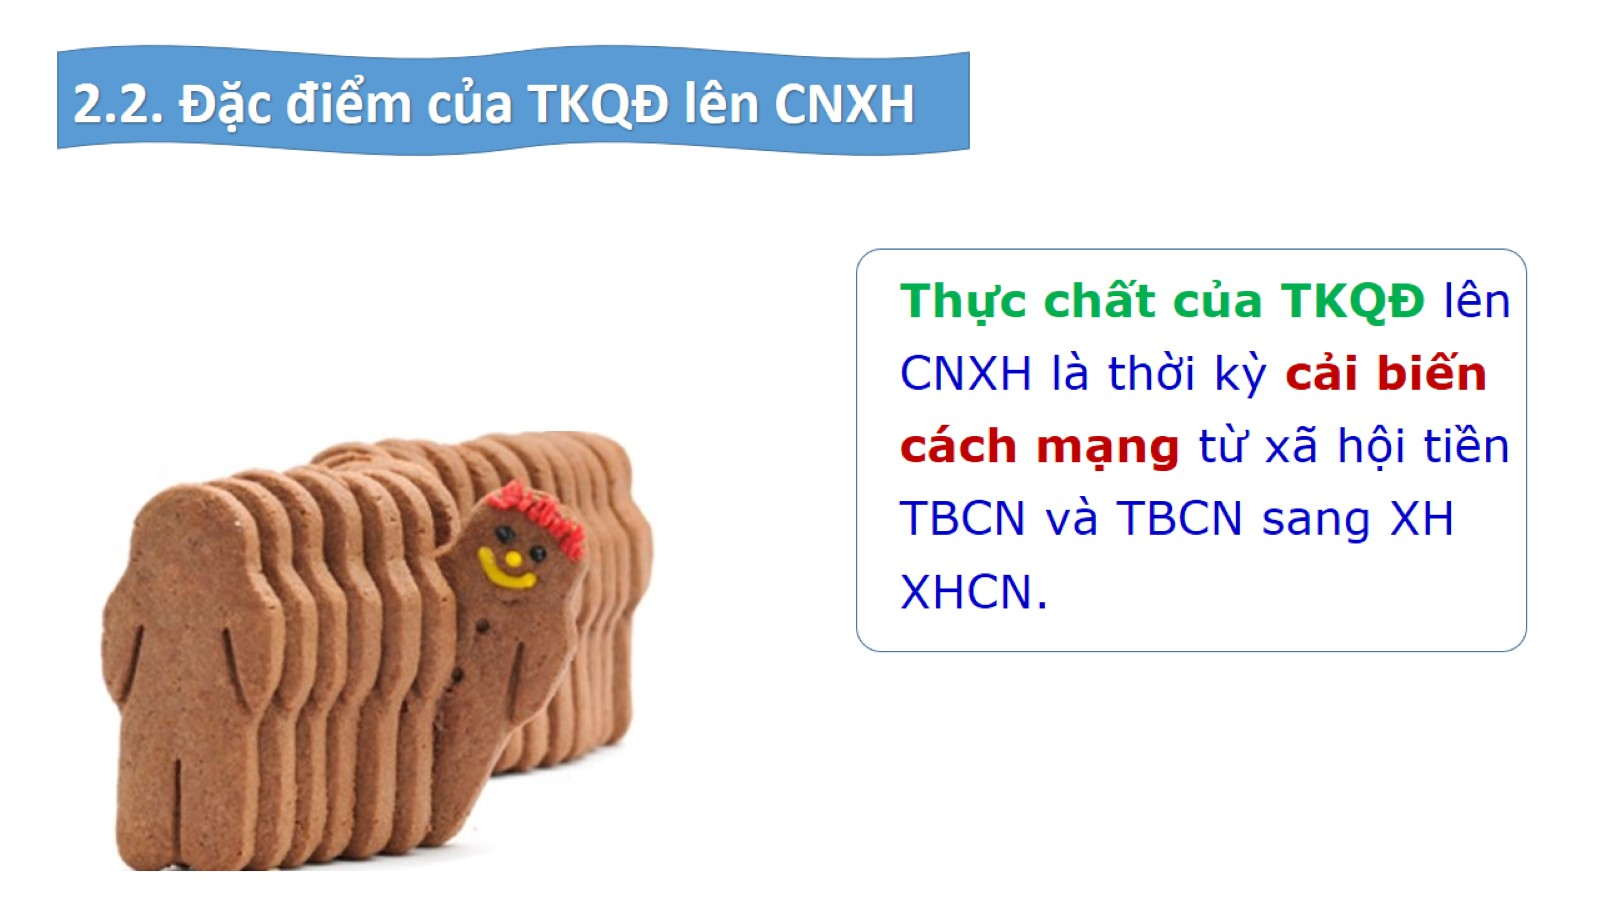 2.2. Đặc điểm của TKQĐ lên CNXH
Thực chất của TKQĐ lên
CNXH là thời kỳ cải biến
cách mạng từ xã hội tiền
TBCN và TBCN sang XH
XHCN.